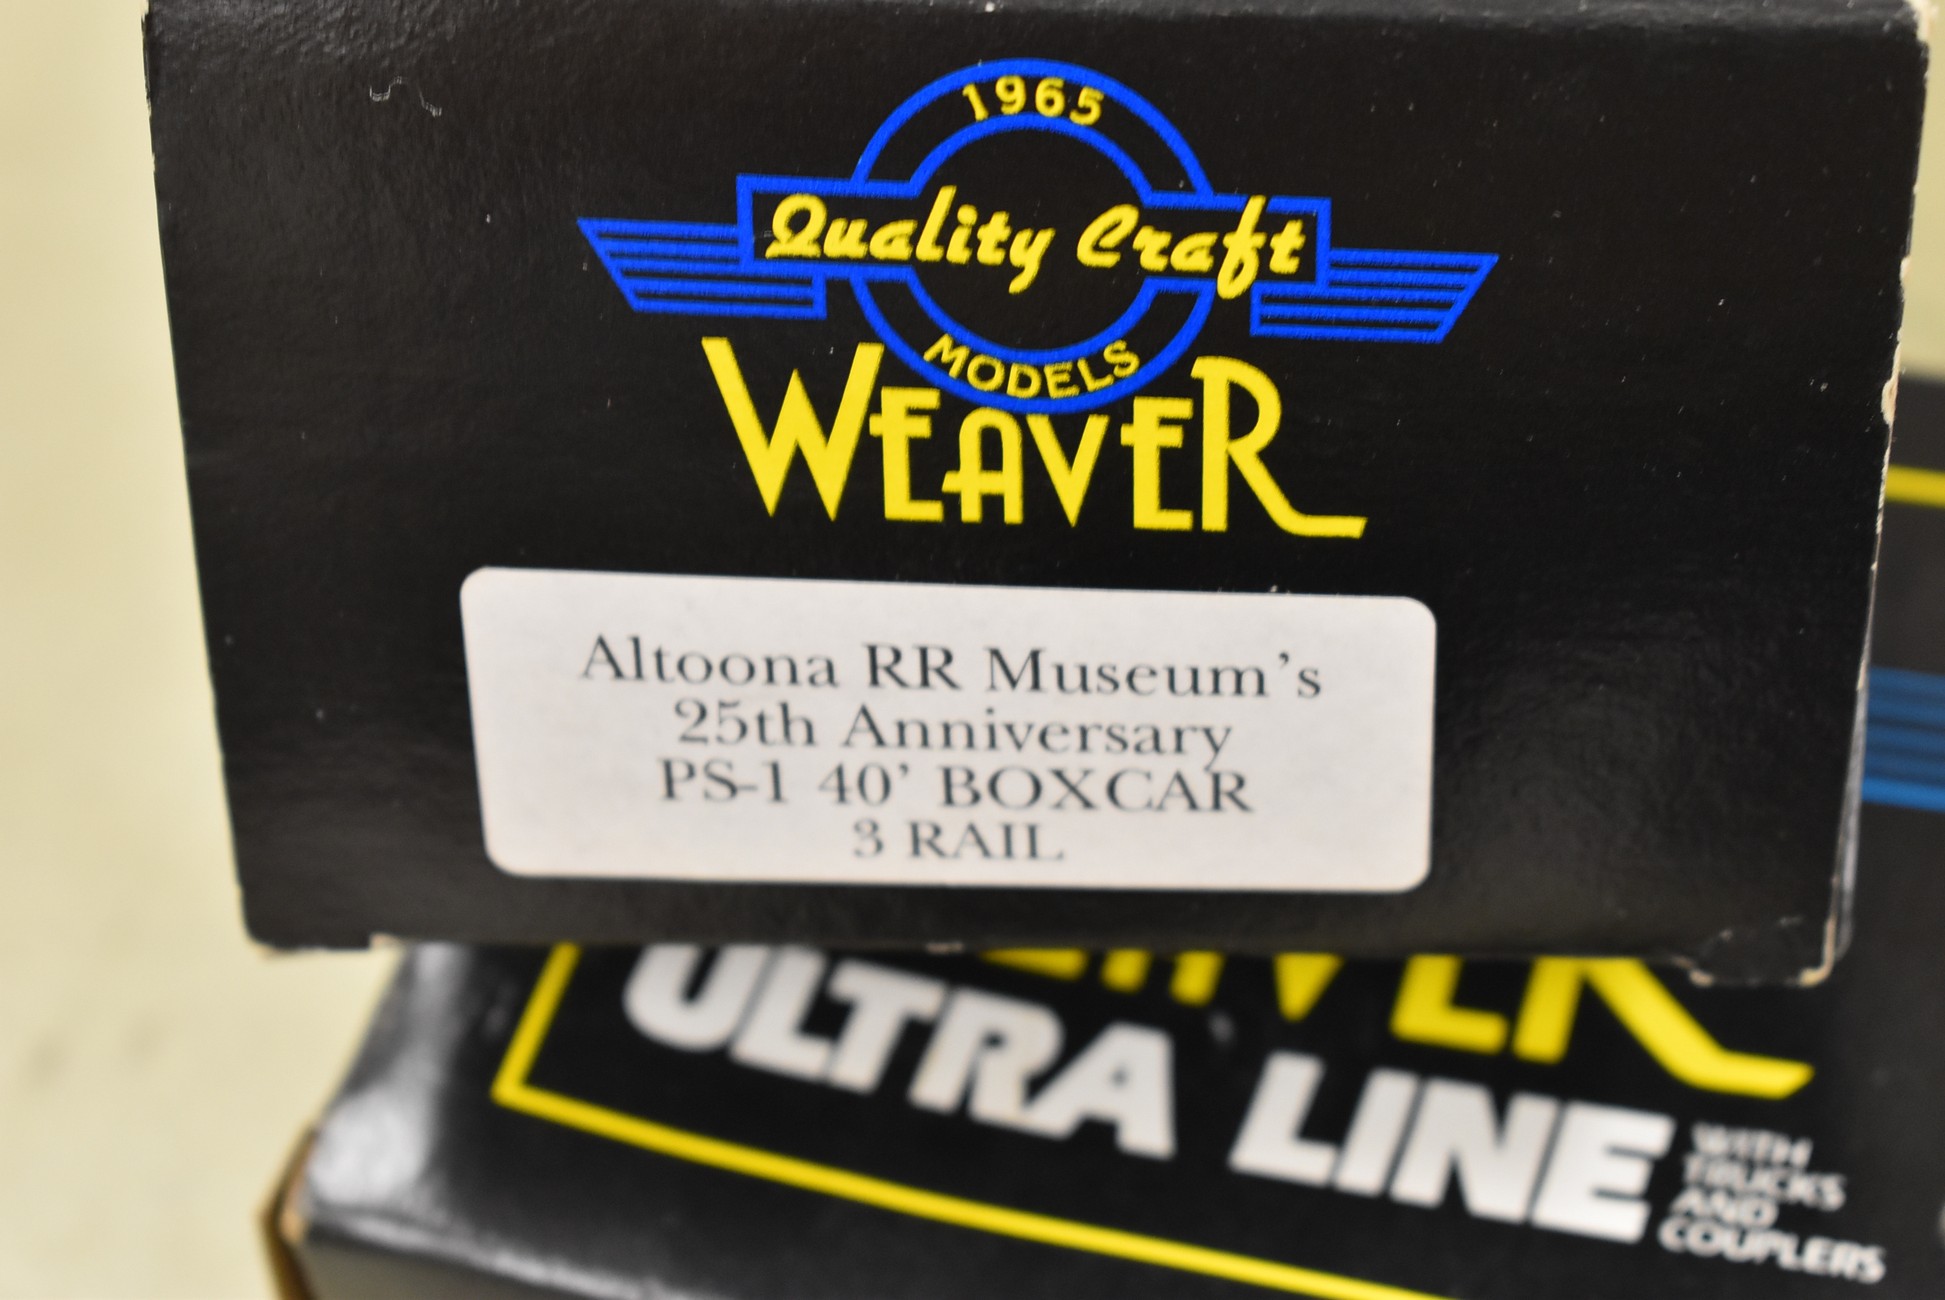 1965
Quality Craft
MODELS
WEAVER
Altoona RR Museum's
25th Anniversary
PS-1 40' BOXCAR
3 RAIL
WEAVER
ULTRA LINE
WITH
TRUCKS
AND
COUPLERS